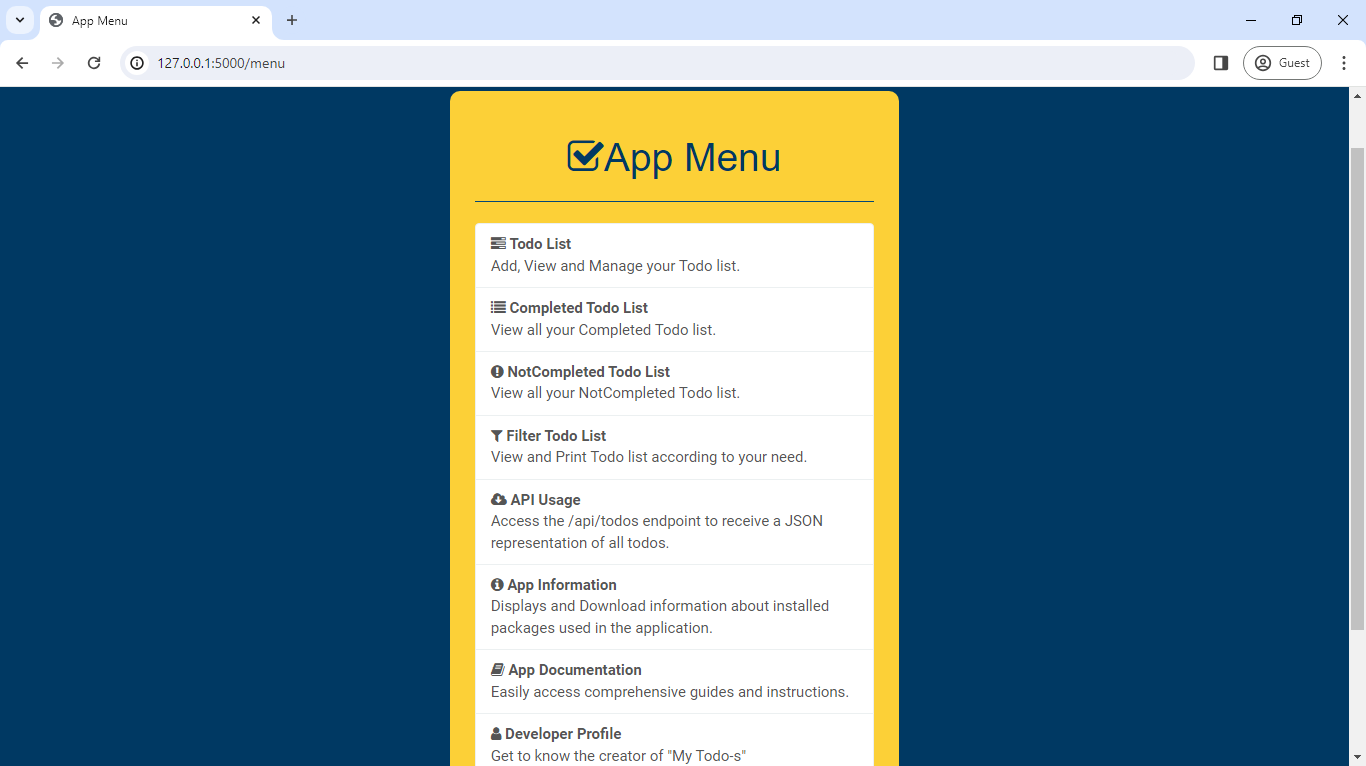 App Menu
127.0.0.1:5000/menu
Guest
App Menu
Todo List
Add, View and Manage your Todo list.
Completed Todo List
View all your Completed Todo list.
NotCompleted Todo List
View all your NotCompleted Todo list.
Filter Todo List
View and Print Todo list according to your need.
API Usage
Access the /api/todos endpoint to receive a JSON
representation of all todos.
App Information
Displays and Download information about installed
packages used in the application.
App Documentation
Easily access comprehensive guides and instructions.
Developer Profile
Get to know the creator of "My Todo-s"